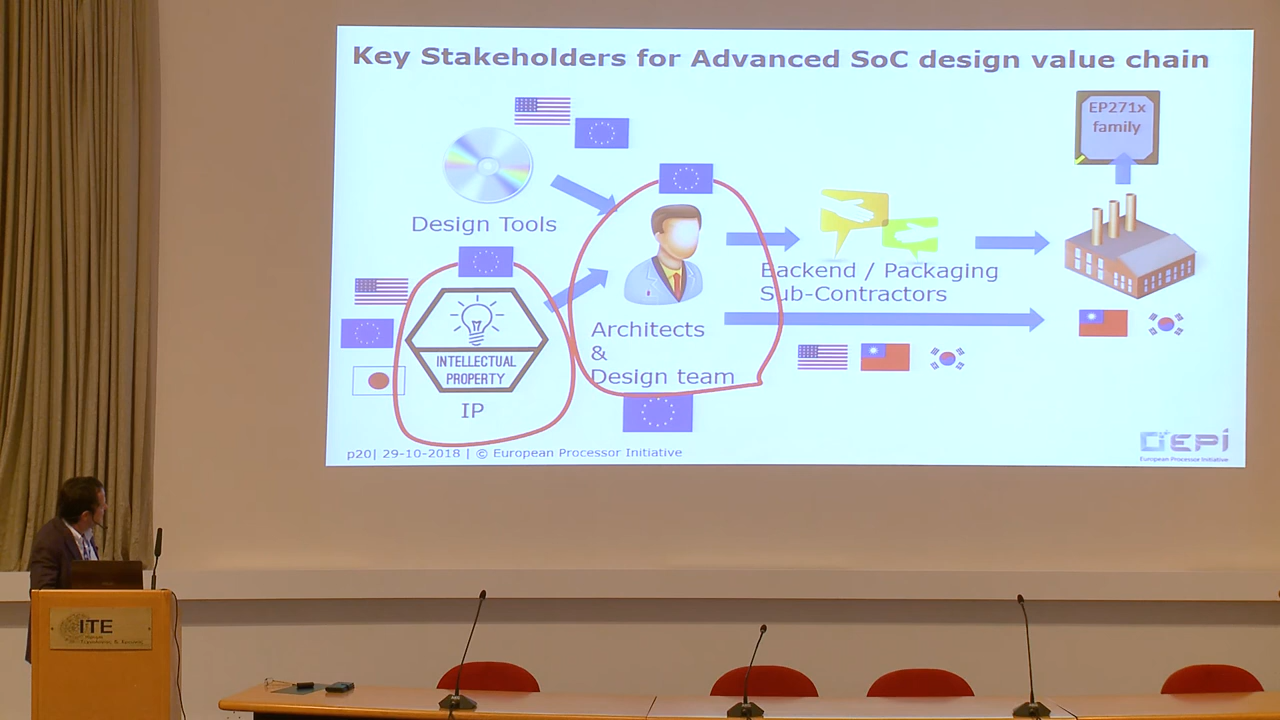 Key Stakeholders for Advanced SoC design value chain
EP271x
family
Design Tools
INTELLECTUAL
PROPERTY
IP
Architects
&
Design team
Backend / Packaging
Sub-Contractors
p20| 29-10-2018 | © European Processor Initiative
EPI
European Processor Initiative
ITE